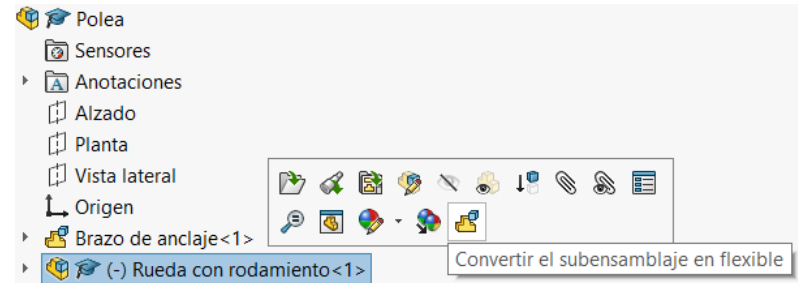 Polea
Sensores
Anotaciones
Alzado
Planta
Vista lateral
Origen
Brazo de anclaje<1>
Convertir el subensamblaje en flexible
(-) Rueda con rodamiento<1>